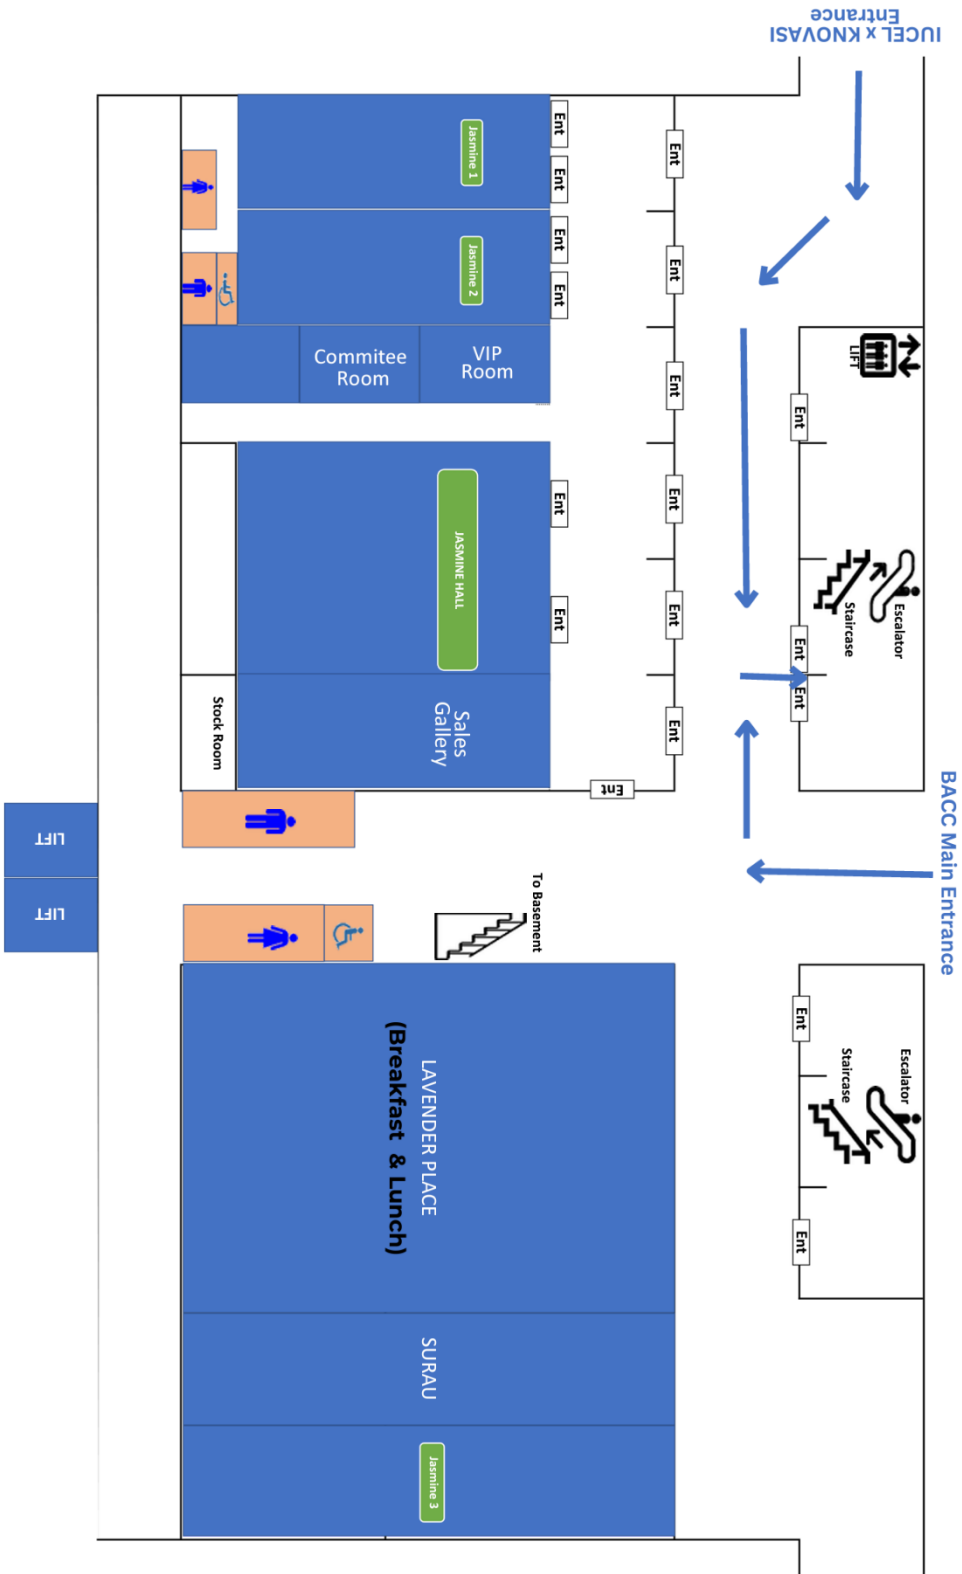 IUCEL x KNOVASI
Entrance
Ent
Ent
Ent
Ent
Jasmine 1
Jasmine 2
Ent
Ent
Ent
Ent
Ent
Ent
VIP
Room
Commitee
Room
LIFT
Ent
Ent
Ent
JASMINE HALL
Escalator
Staircase
Ent
Ent
Sales
Gallery
Stock Room
Ent
BACC Main Entrance
LIFT
LIFT
To Basement
LAVENDER PLACE
(Breakfast & Lunch)
Ent
Escalator
Staircase
Ent
SURAU
Jasmine 3